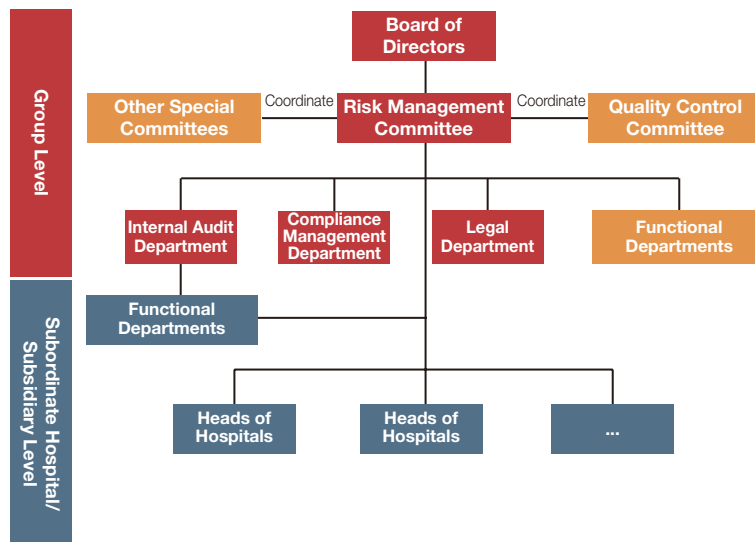 Board of
Directors
Group Level
Other Special
Committees
Coordinate
Risk Management
Committee
Coordinate
Quality Control
Committee
Internal Audit
Department
Compliance
Management
Department
Legal
Department
Functional
Departments
Subordinate Hospital/
Subsidiary Level
Functional
Departments
Heads of
Hospitals
Heads of
Hospitals
...